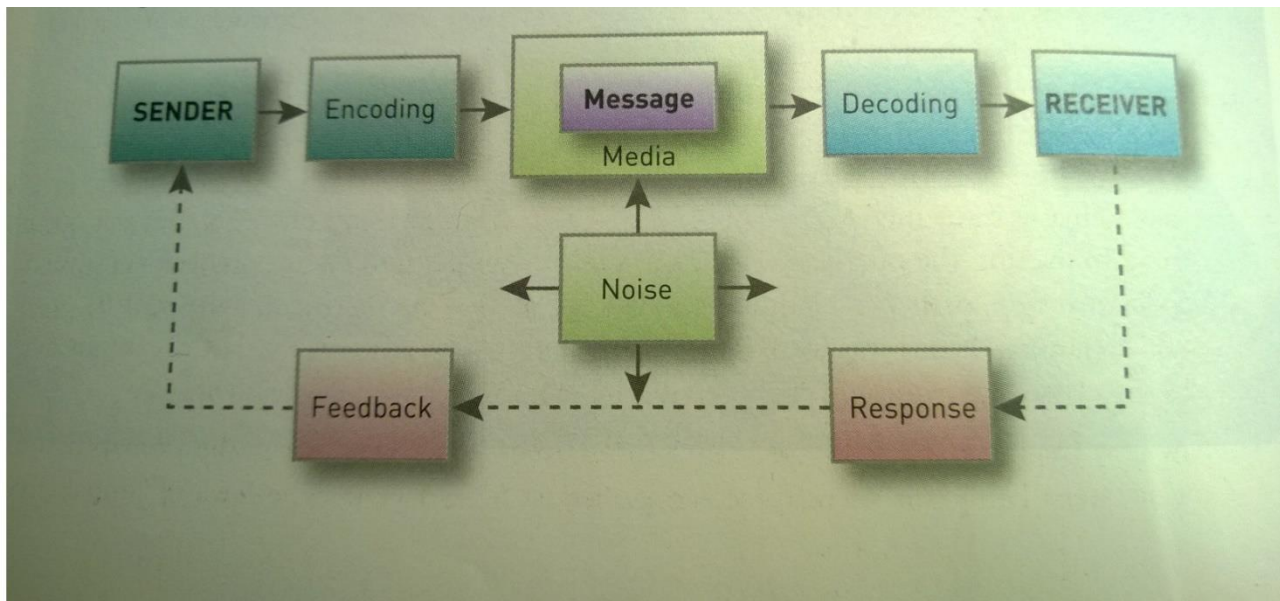 SENDER
Encoding
Message
Media
Decoding
RECEIVER
Noise
Feedback
Response